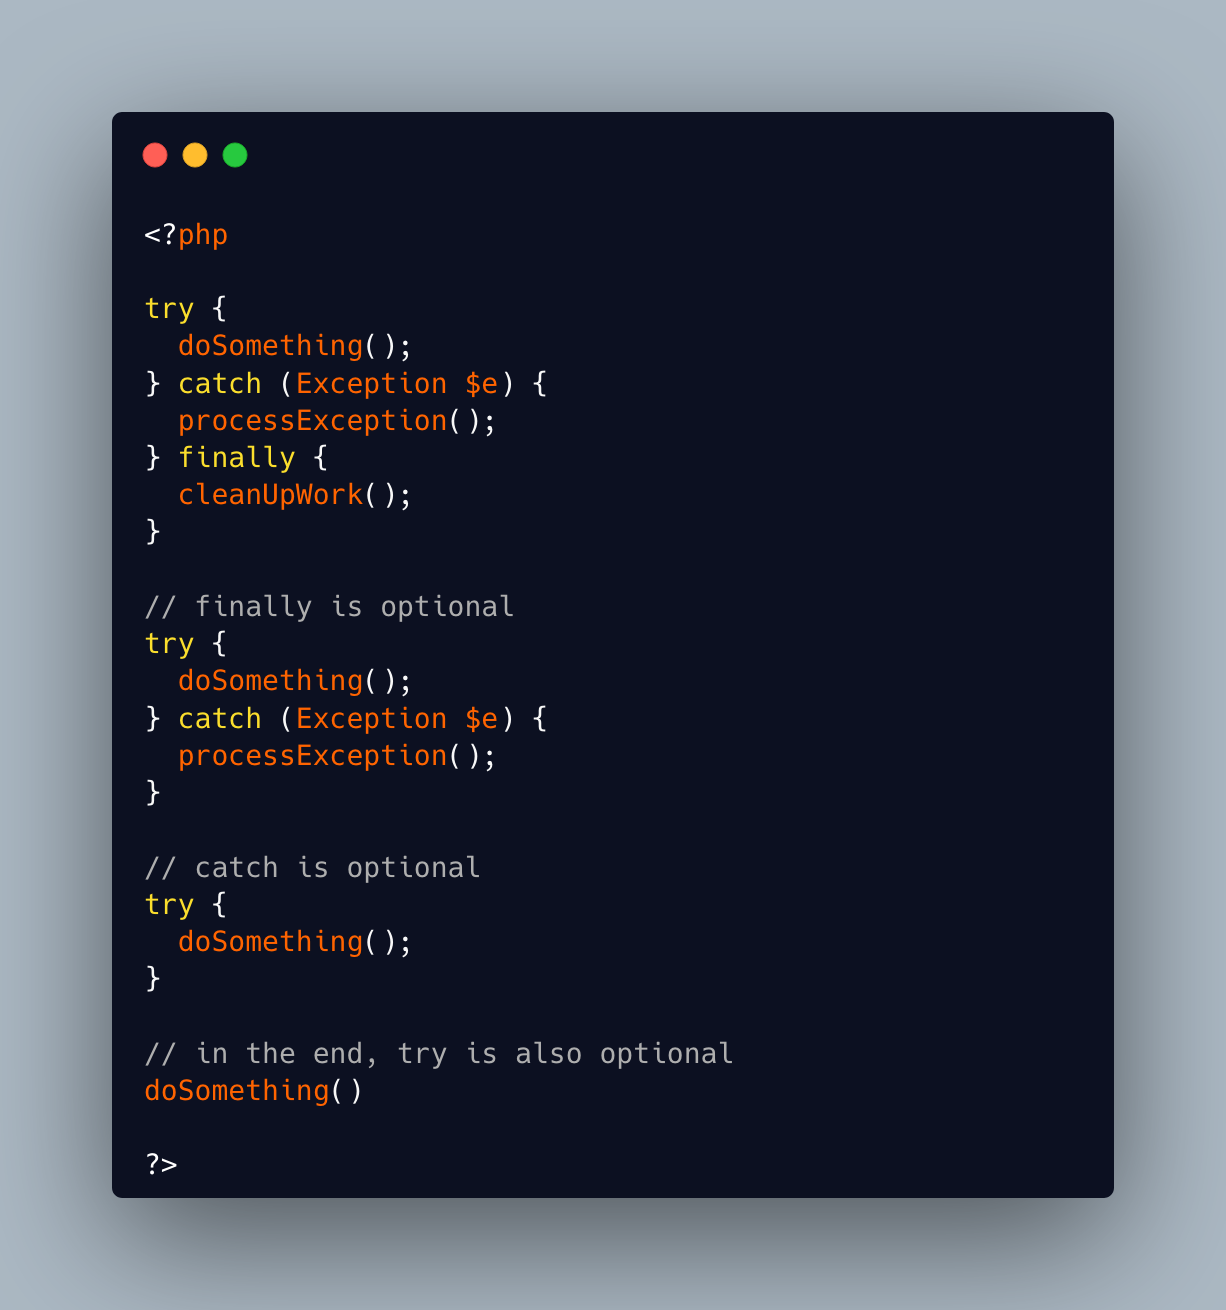 <?php

try {
  doSomething();
} catch (Exception $e) {
  processException();
} finally {
  cleanUpWork();
}

// finally is optional
try {
  doSomething();
} catch (Exception $e) {
  processException();
}

// catch is optional
try {
  doSomething();
}

// in the end, try is also optional
doSomething()

?>